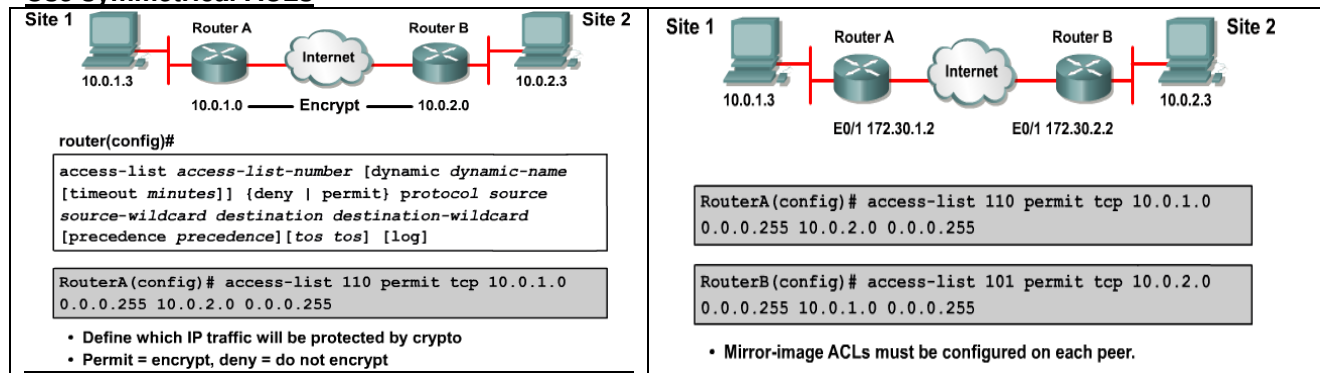 Use Symmetrical ACLs
Site 1
Router A
Internet
Router B
Site 2
10.0.1.3
10.0.2.3
10.0.1.0
Encrypt
10.0.2.0
router(config)#
access-list access-list-number [dynamic dynamic-name
[timeout minutes]] {deny | permit} protocol source
source-wildcard destination destination-wildcard
[precedence precedence][tos tos] [log]
RouterA(config)# access-list 110 permit tcp 10.0.1.0
0.0.0.255 10.0.2.0 0.0.0.255
• Define which IP traffic will be protected by crypto
• Permit = encrypt, deny = do not encrypt
Site 1
Router A
Internet
Router B
Site 2
10.0.1.3
10.0.2.3
E0/1 172.30.1.2
E0/1 172.30.2.2
RouterA(config)# access-list 110 permit tcp 10.0.1.0
0.0.0.255 10.0.2.0 0.0.0.255
RouterB(config)# access-list 101 permit tcp 10.0.2.0
0.0.0.255 10.0.1.0 0.0.0.255
• Mirror-image ACLs must be configured on each peer.